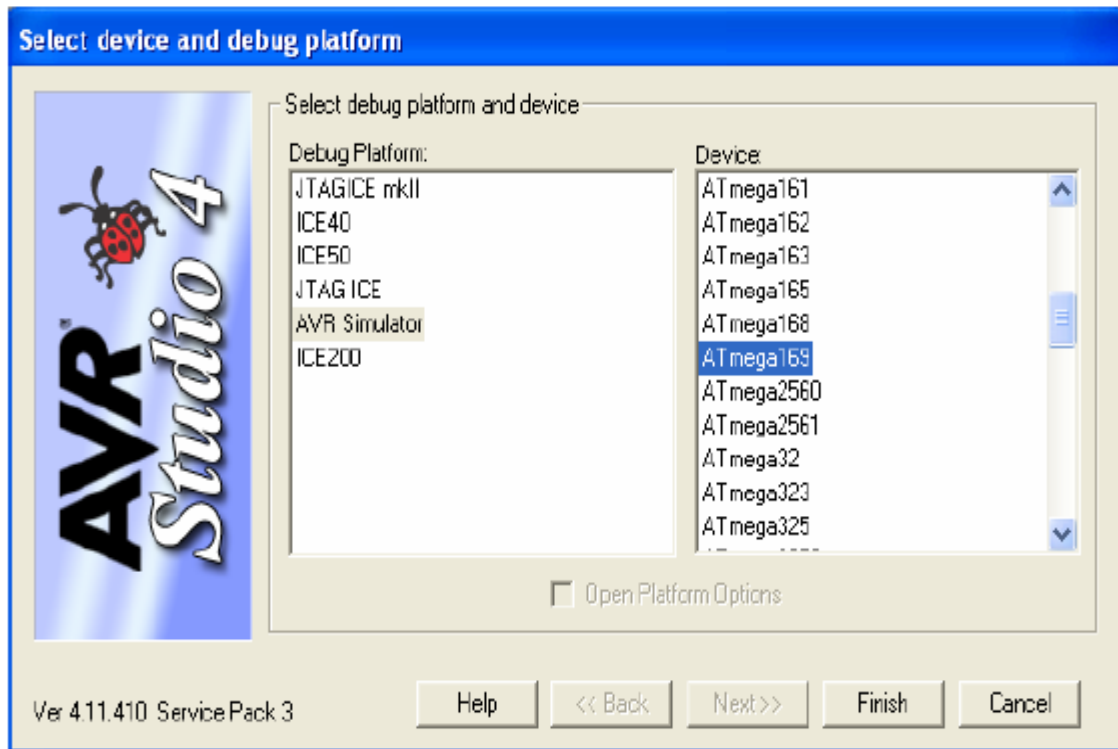 Select device and debug platform
AVR
Studio 4
Select debug platform and device
Debug Platform:
JTAGICE mkII
ICE40
ICE50
JTAG ICE
AVR Simulator
ICE200
Device:
ATmega161
ATmega162
ATmega163
ATmega165
ATmega168
ATmega169
ATmega2560
ATmega2561
ATmega32
ATmega323
ATmega325
Open Platform Options
Ver 4.11.410 Service Pack 3
Help
<< Back
Next >>
Finish
Cancel